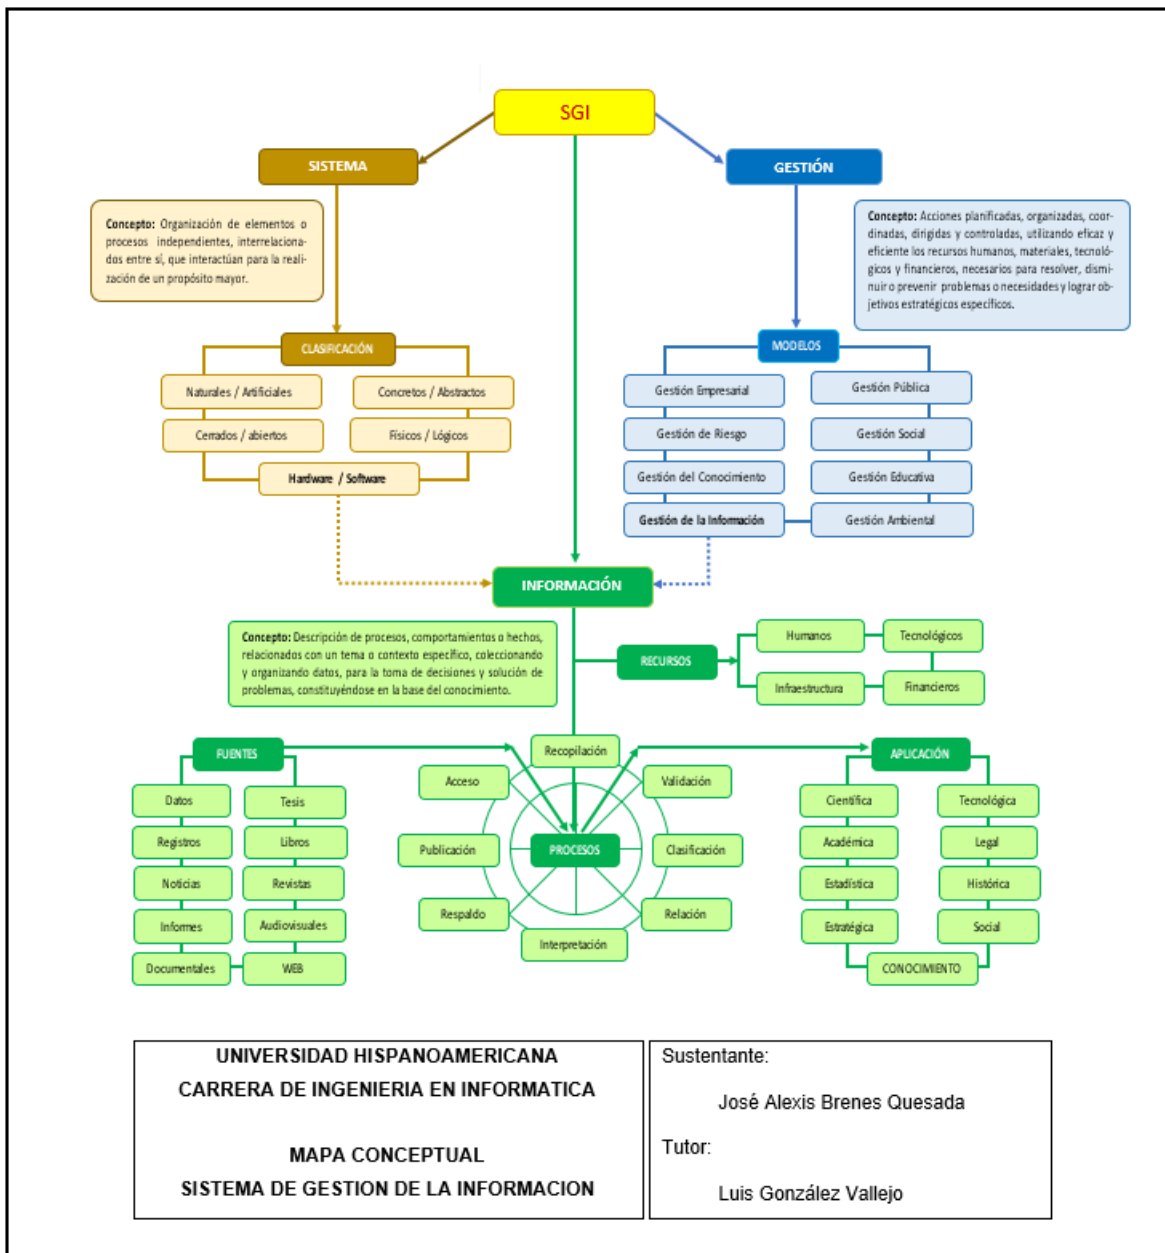 SGI
SISTEMA
GESTIÓN
Concepto: Organización de elementos o
procesos independientes, interrelaciona-
dos entre sí, que interactúan para la reali-
zación de un propósito mayor.
Concepto: Acciones planificadas, organizadas, coor-
dinadas, dirigidas y controladas, utilizando eficaz y
eficiente los recursos humanos, materiales, tecnoló-
gicos y financieros, necesarios para resolver, dismi-
nuir o prevenir problemas o necesidades y lograr ob-
jetivos estratégicos específicos.
CLASIFICACIÓN
Naturales / Artificiales
Concretos / Abstractos
Cerrados / abiertos
Físicos / Lógicos
Hardware / Software
MODELOS
Gestión Empresarial
Gestión Pública
Gestión de Riesgo
Gestión Social
Gestión del Conocimiento
Gestión Educativa
Gestión de la Información
Gestión Ambiental
INFORMACIÓN
Concepto: Descripción de procesos, comportamientos o hechos,
relacionados con un tema o contexto específico, coleccionando
y organizando datos, para la toma de decisiones y solución de
problemas, constituyéndose en la base del conocimiento.
RECURSOS
Humanos
Tecnológicos
Infraestructura
Financieros
FUENTES
Datos
Tesis
Registros
Libros
Noticias
Revistas
Informes
Audiovisuales
Documentales
WEB
Recopilación
Acceso
Validación
Publicación
PROCESOS
Clasificación
Respaldo
Relación
Interpretación
APLICACIÓN
Científica
Tecnológica
Académica
Legal
Estadística
Histórica
Estratégica
Social
CONOCIMIENTO
UNIVERSIDAD HISPANOAMERICANA
CARRERA DE INGENIERIA EN INFORMATICA
MAPA CONCEPTUAL
SISTEMA DE GESTION DE LA INFORMACION
Sustentante:
José Alexis Brenes Quesada
Tutor:
Luis González Vallejo